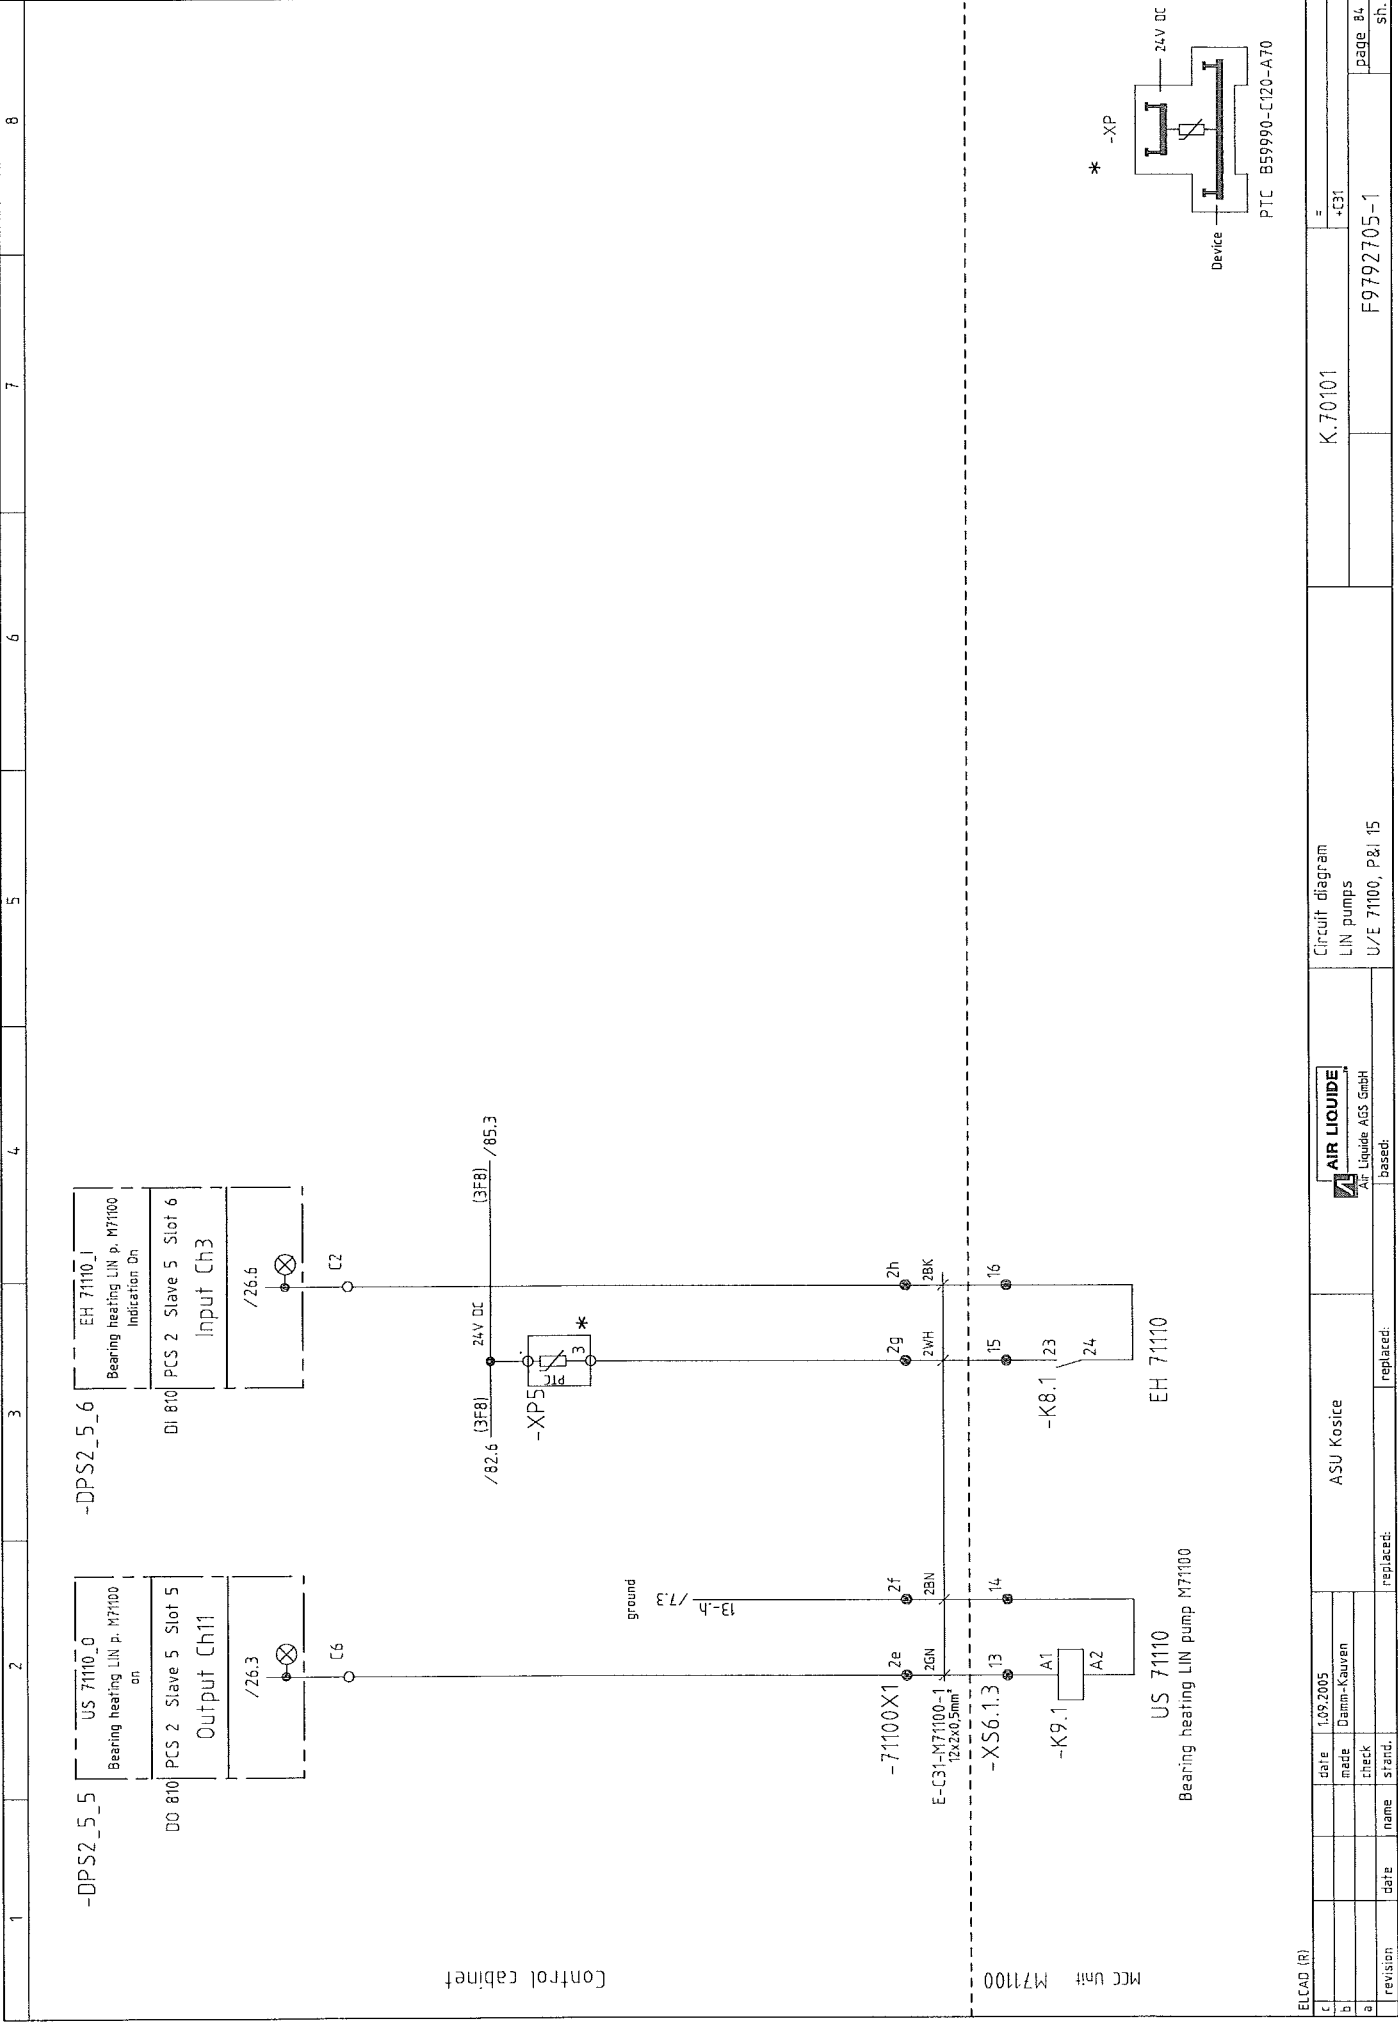 1
2
3
4
5
6
7
8
-DPS2_5_5
US 71110_O
Bearing heating LIN p. M71100
on
DO 810
PCS 2 Slave 5 Slot 5
Output Ch11
/26.3
C6
-DPS2_5_6
EH 71110_I
Bearing heating LIN p. M71100
Indication On
DI 810
PCS 2 Slave 5 Slot 6
Input Ch3
/26.6
C2
/82.6
(3F8)
24V DC
(3F8)
/85.3
-XP5
PTC
3
*
ground
13-.h
/7.3
Control cabinet
-71100X1
2e
2f
2g
2h
E-C31-M71100-1
12x2x0,5mm²
2GN
2BN
2WH
2BK
MCC Unit M71100
-XS6.1.3
13
14
15
16
-K9.1
A1
A2
-K8.1
23
24
US 71110
Bearing heating LIN pump M71100
EH 71110
*
-XP
24V DC
Device
PTC B59990-C120-A70
ELCAD (R)
c
b
a
revision
date
name
date
1.09.2005
made
Damm-Kauven
check
stand.
replaced:
replaced:
based:
ASU Kosice
AIR LIQUIDE
Air Liquide AGS GmbH
Circuit diagram
LIN pumps
U/E 71100, P&I 15
K.70101
=
+C31
F9792705-1
page 84
sh.